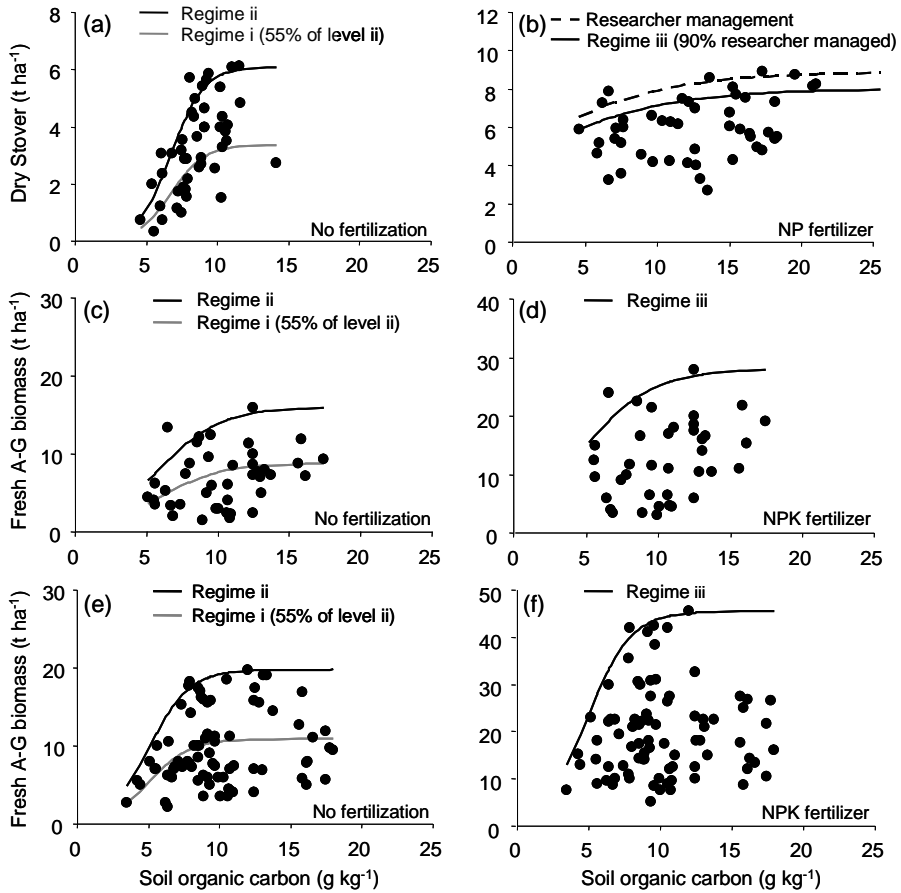 (a)
Regime ii
Regime i (55% of level ii)
Dry Stover (t ha⁻¹)
8
6
4
2
0
No fertilization
0 5 10 15 20 25
(b)
Researcher management
Regime iii (90% researcher managed)
12
10
8
6
4
2
0
NP fertilizer
0 5 10 15 20 25
(c)
Regime ii
Regime i (55% of level ii)
Fresh A-G biomass (t ha⁻¹)
30
20
10
0
No fertilization
0 5 10 15 20 25
(d)
Regime iii
40
30
20
10
0
NPK fertilizer
0 5 10 15 20 25
(e)
Regime ii
Regime i (55% of level ii)
Fresh A-G biomass (t ha⁻¹)
30
20
10
0
No fertilization
0 5 10 15 20 25
Soil organic carbon (g kg⁻¹)
(f)
Regime iii
50
40
30
20
10
0
NPK fertilizer
0 5 10 15 20 25
Soil organic carbon (g kg⁻¹)